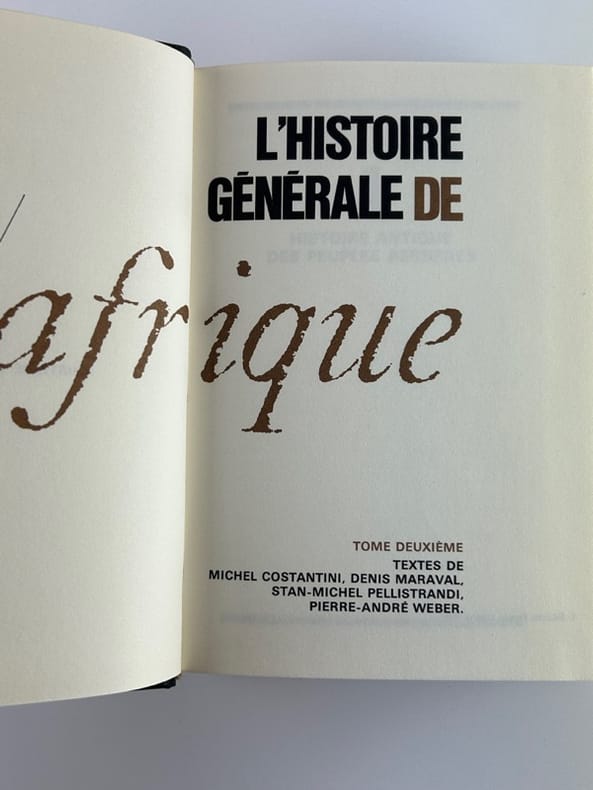 L'HISTOIRE
GÉNÉRALE DE
afrique
TOME DEUXIÈME
TEXTES DE
MICHEL COSTANTINI, DENIS MARAVAL,
STAN-MICHEL PELLISTRANDI,
PIERRE-ANDRÉ WEBER.